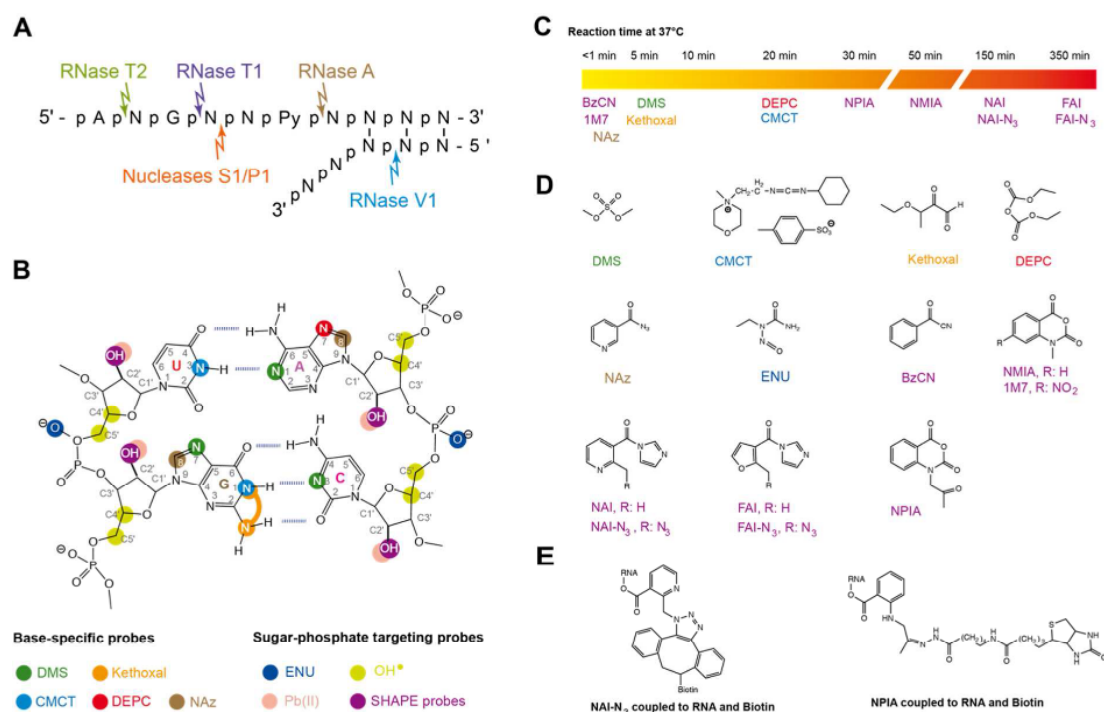 A
RNase T2
RNase T1
RNase A
5' - p A p N p G p N p N p Py p N p N p N p N - 3'
N p N p N - 5 '
3' p N p N p N p
Nucleases S1/P1
RNase V1
B
Base-specific probes
DMS
Kethoxal
CMCT
DEPC
NAz
Sugar-phosphate targeting probes
ENU
OH•
Pb(II)
SHAPE probes
C
Reaction time at 37°C
<1 min 5 min 10 min 20 min 30 min 50 min 150 min 350 min
BzCN DMS DEPC NPIA NMIA NAI FAI
1M7 Kethoxal CMCT NAI-N₃ FAI-N₃
NAz
D
DMS
CMCT
Kethoxal
DEPC
NAz
ENU
BzCN
NMIA, R: H
1M7, R: NO₂
NAI, R: H
NAI-N₃ , R: N₃
FAI, R: H
FAI-N₃, R: N₃
NPIA
E
RNA
Biotin
NAI-N₃ coupled to RNA and Biotin
RNA
NPIA coupled to RNA and Biotin